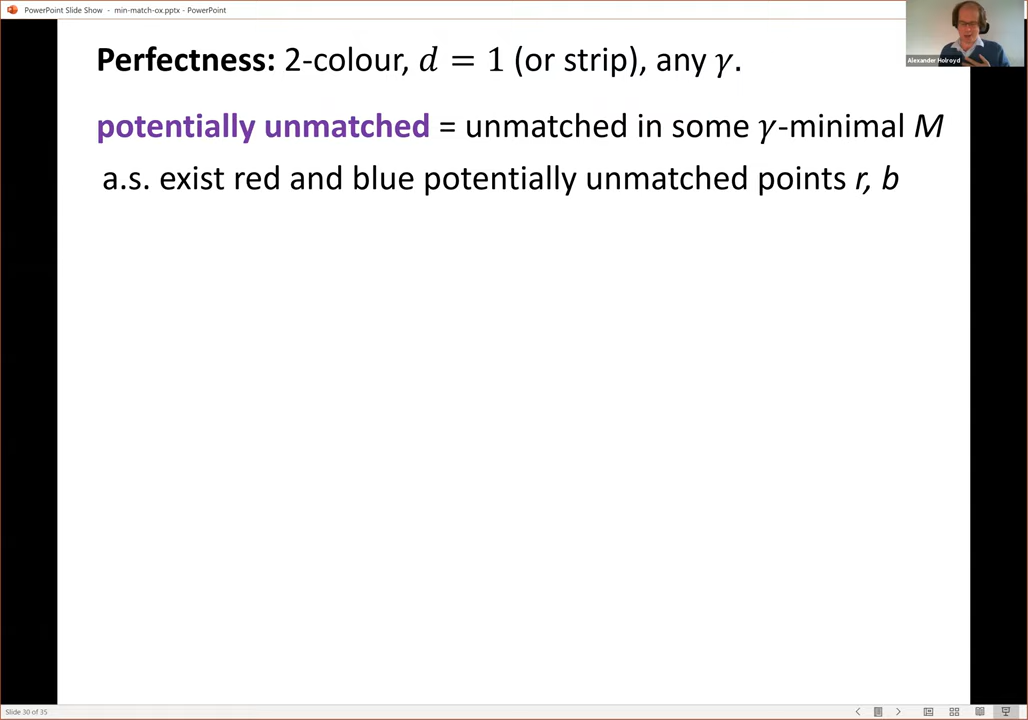 PowerPoint Slide Show - min-match-ox.pptx - PowerPoint
Alexander Holroyd
Perfectness: 2-colour, d = 1 (or strip), any γ.
potentially unmatched = unmatched in some γ-minimal M
a.s. exist red and blue potentially unmatched points r, b
Slide 30 of 35